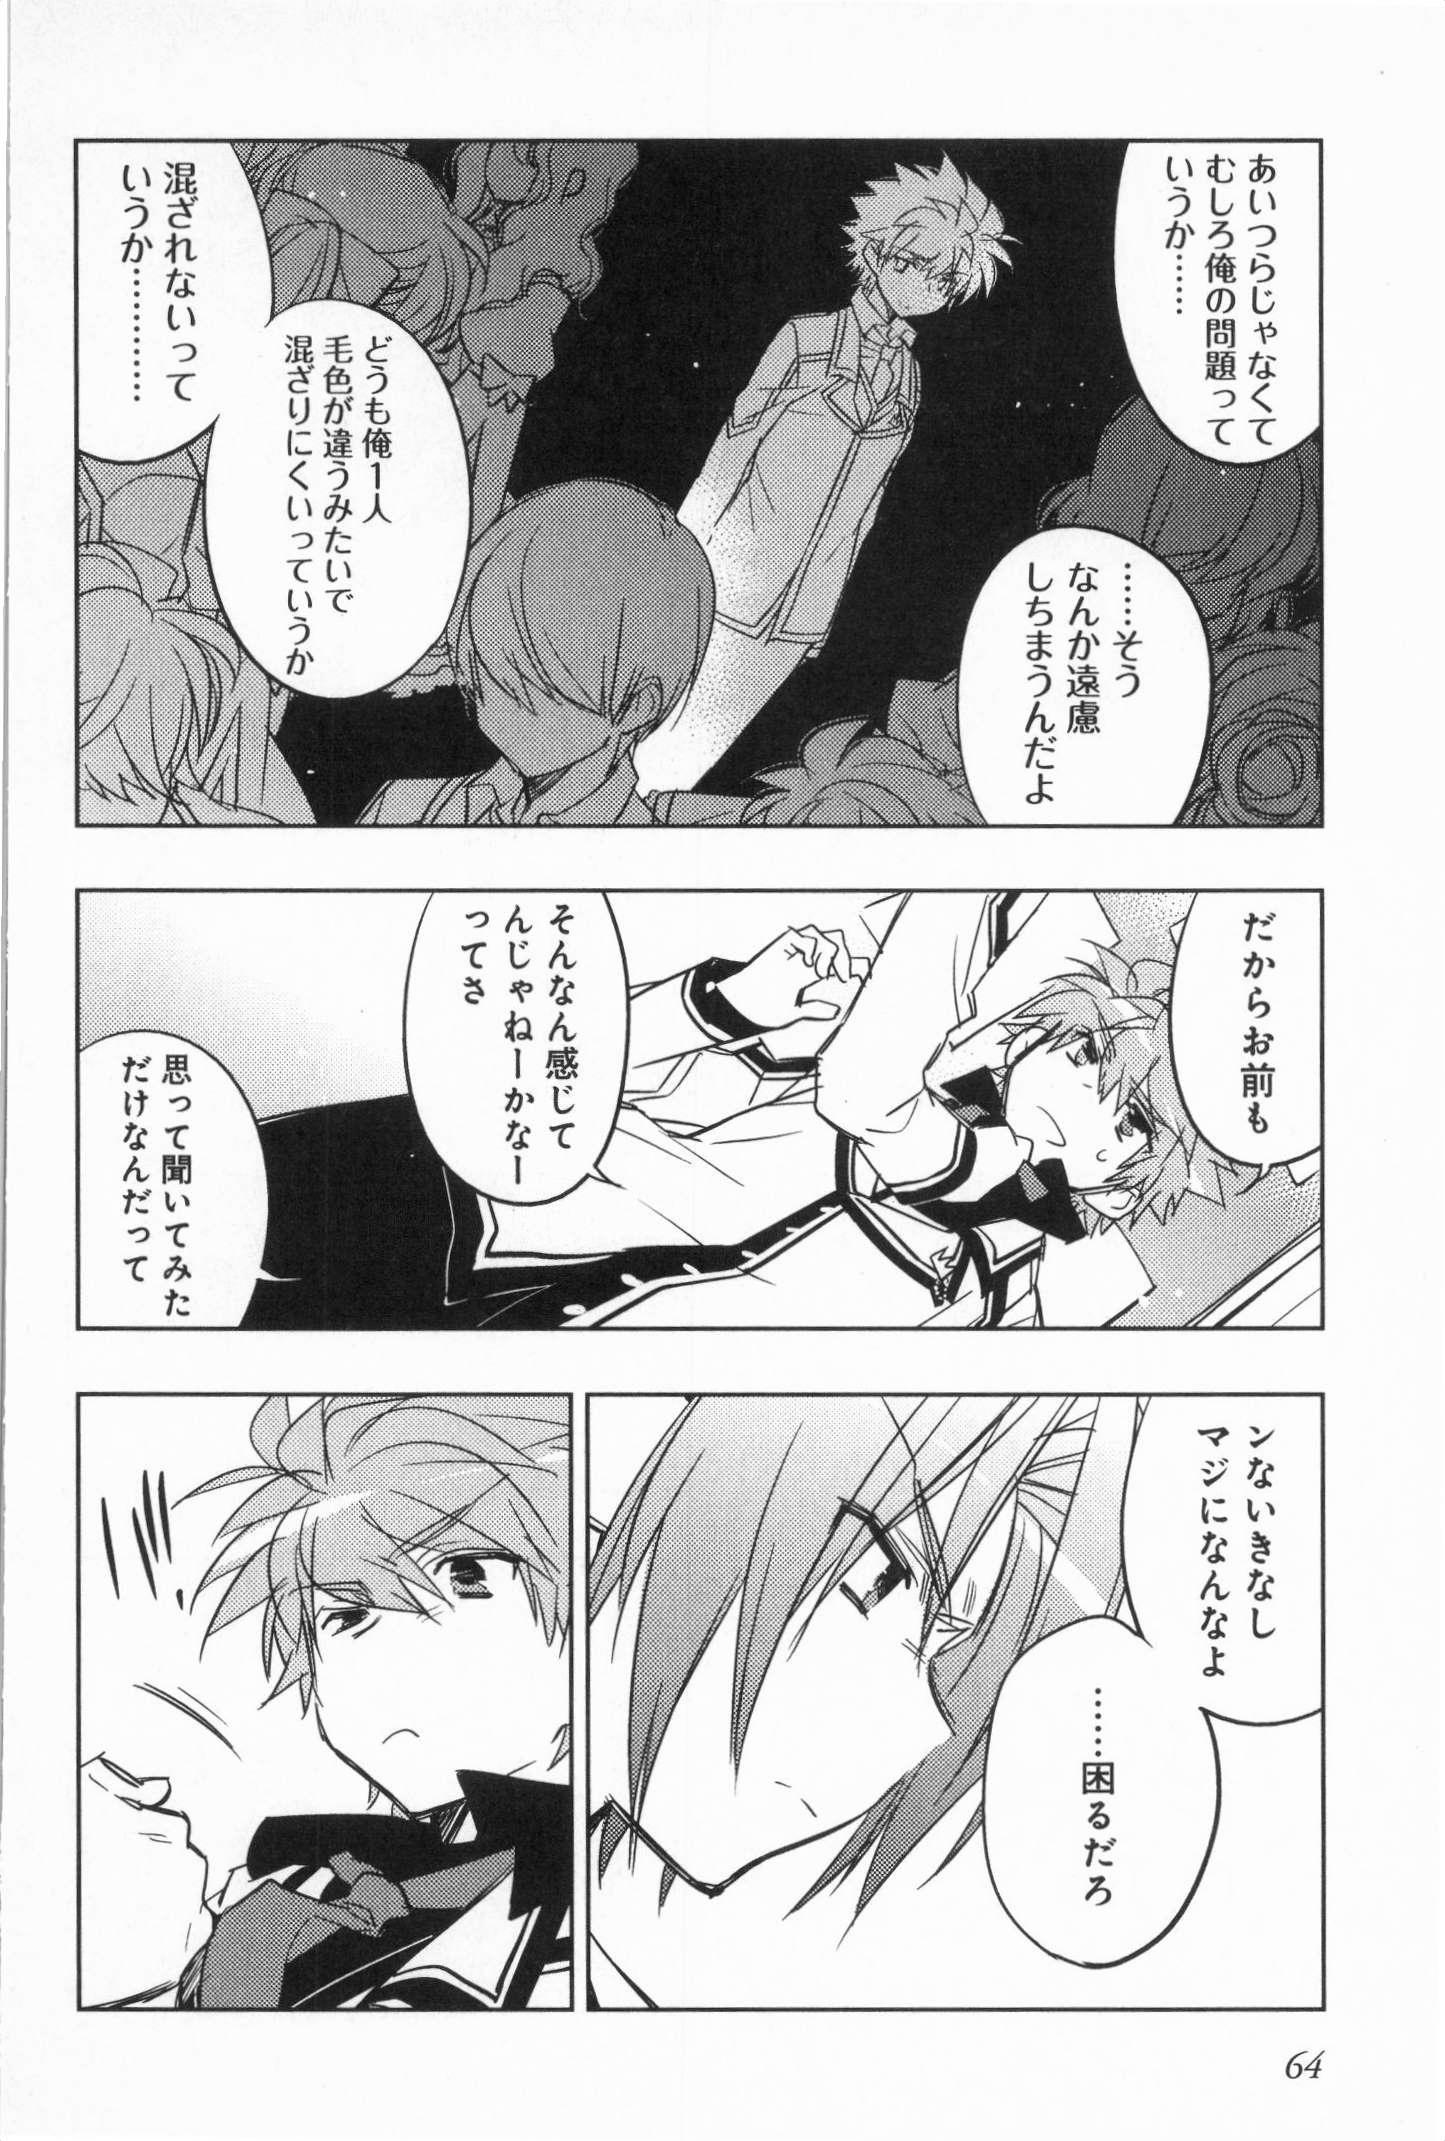 あいつらじゃなくて
むしろ俺の問題って
いうか……
……そう
なんか遠慮
しちまうんだよ
どうも俺1人
毛色が違うみたいで
混ざりにくいっていうか
混ざれないって
いうか…………
だからお前も
そんなん感じて
んじゃねーかなー
ってさ
思って聞いてみた
だけなんだって
ンないきなし
マジになんなよ
……困るだろ
64